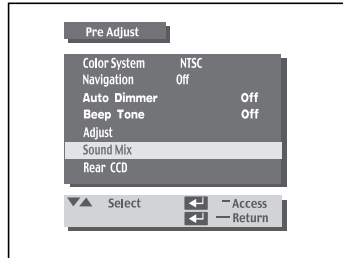 Pre Adjust
Color System NTSC
Navigation Off
Auto Dimmer Off
Beep Tone Off
Adjust
Sound Mix
Rear CCD
▼▲ Select ↵ – Access
↵ — Return